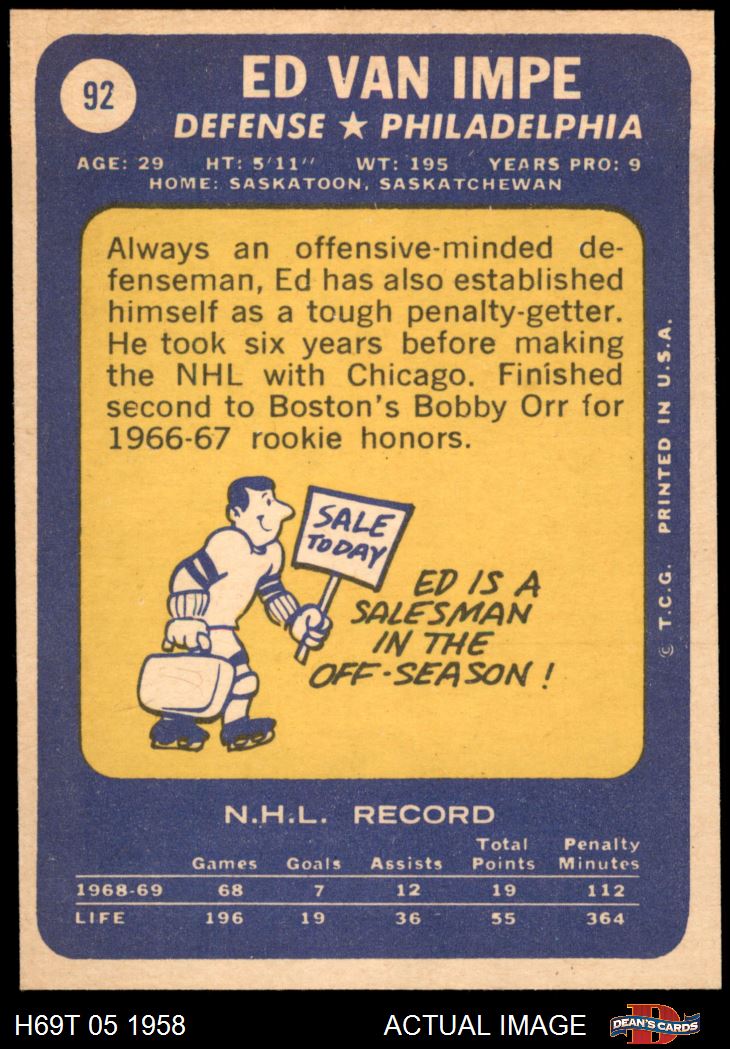 92
ED VAN IMPE
DEFENSE ★ PHILADELPHIA
AGE: 29 HT: 5'11" WT: 195 YEARS PRO: 9
HOME: SASKATOON, SASKATCHEWAN
Always an offensive-minded de-
fenseman, Ed has also established
himself as a tough penalty-getter.
He took six years before making
the NHL with Chicago. Finished
second to Boston's Bobby Orr for
1966-67 rookie honors.
SALE
TODAY
ED IS A
SALESMAN
IN THE
OFF-SEASON!
© T.C.G. PRINTED IN U.S.A.
N.H.L. RECORD
Games Goals Assists Total Points Penalty Minutes
1968-69 68 7 12 19 112
LIFE 196 19 36 55 364
H69T 05 1958 ACTUAL IMAGE DEAN'S CARDS